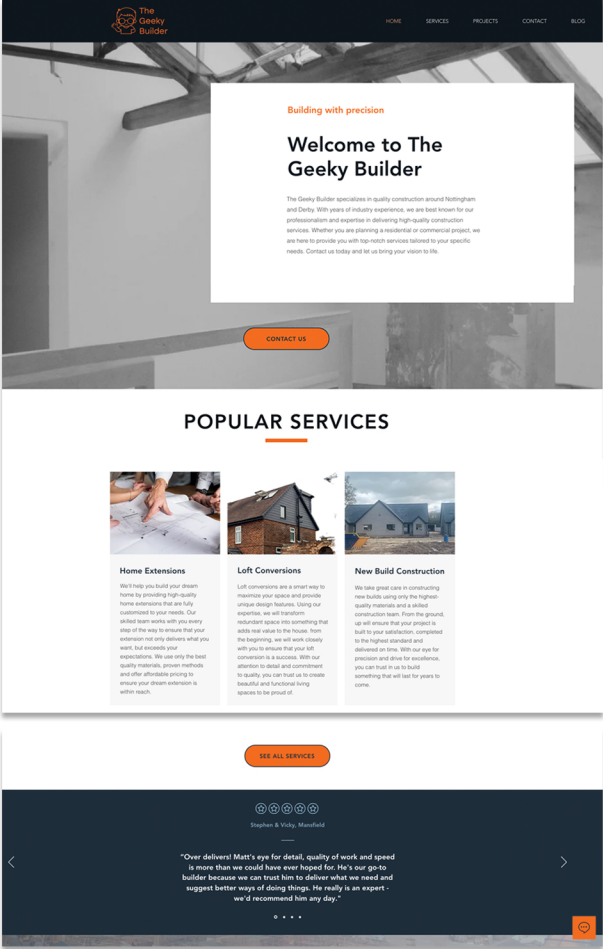 The
Geeky
Builder
HOME SERVICES PROJECTS CONTACT BLOG
Building with precision
Welcome to The
Geeky Builder
The Geeky Builder specializes in quality construction around Nottingham
and Derby. With years of industry experience, we are best known for our
professionalism and expertise in delivering high-quality construction
services. Whether you are planning a residential or commercial project, we
are here to provide you with top-notch services tailored to your specific
needs. Contact us today and let us bring your vision to life.
CONTACT US
POPULAR SERVICES
Home Extensions
We'll help you build your dream
home by providing high-quality
home extensions that are fully
customized to your needs. Our
skilled team works with you every
step of the way to ensure that your
extension not only delivers what you
want, but exceeds your
expectations. We use only the best
quality materials, proven methods
and offer affordable pricing to
ensure your dream extension is
within reach.
Loft Conversions
Loft conversions are a smart way to
maximize your space and provide
unique design features. Using our
expertise, we will transform
redundant space into something that
adds real value to the house. from
the beginning, we will work closely
with you to ensure that your loft
conversion is a success. With our
attention to detail and commitment
to quality, you can trust us to create
beautiful and functional living
spaces to be proud of.
New Build Construction
We take great care in constructing
new builds using only the highest-
quality materials and a skilled
construction team. From the ground,
up will ensure that your project is
built to your satisfaction, completed
to the highest standard and
delivered on time. With our eye for
precision and drive for excellence,
you can trust in us to build
something that will last for years to
come.
SEE ALL SERVICES
Stephen & Vicky, Mansfield
"Over delivers! Matt's eye for detail, quality of work and speed
is more than we could have ever hoped for. He's our go-to
builder because we can trust him to deliver what we need and
suggest better ways of doing things. He really is an expert -
we'd recommend him any day."